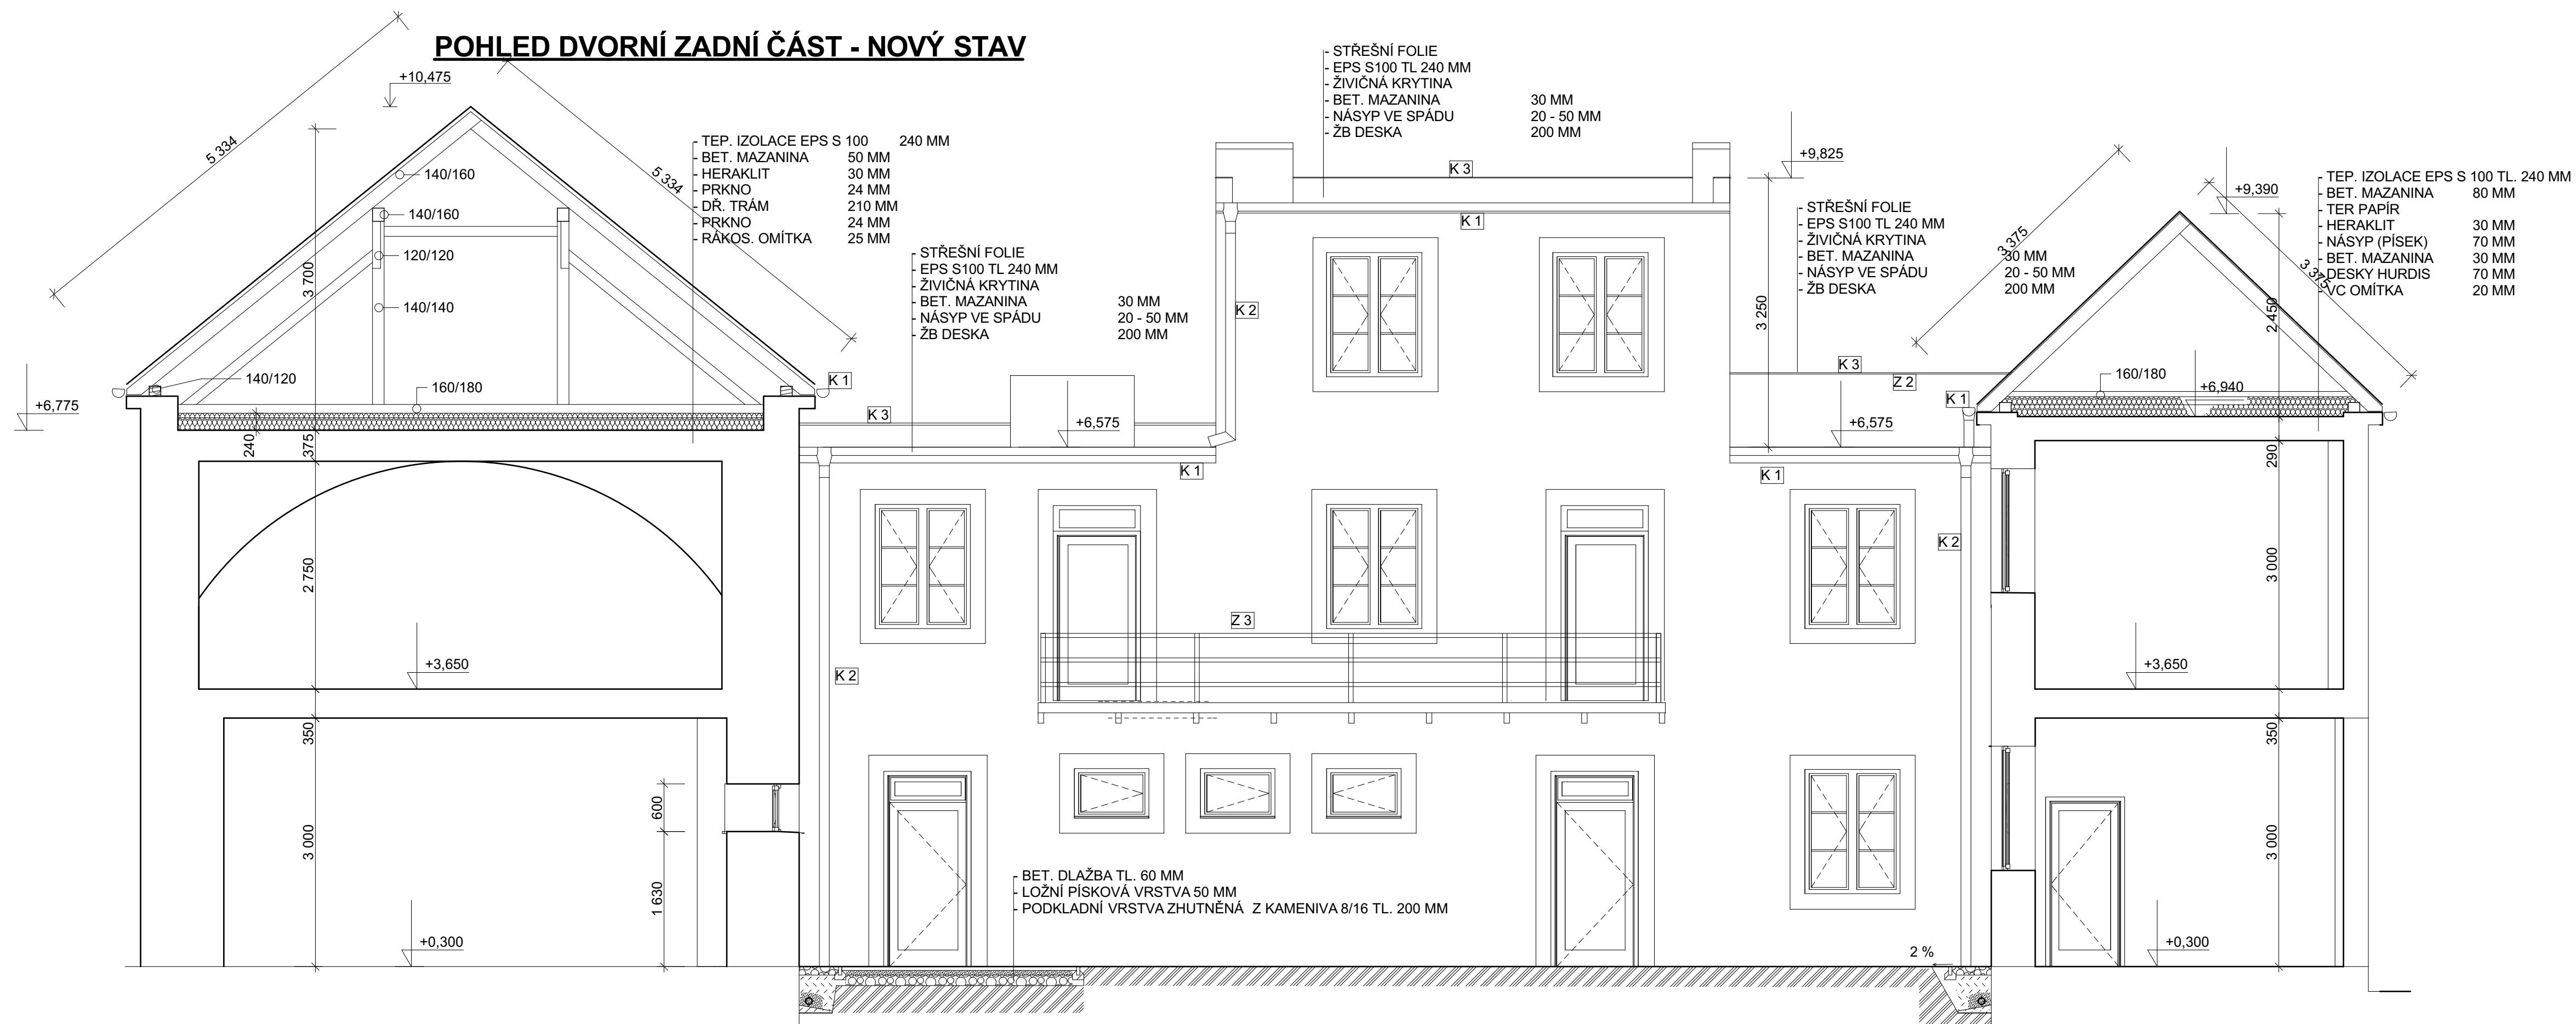 POHLED DVORNÍ ZADNÍ ČÁST - NOVÝ STAV
+10,475
5 334
5 334
3 700
140/160
140/160
120/120
140/140
140/120
160/180
- TEP. IZOLACE EPS S 100 240 MM
- BET. MAZANINA 50 MM
- HERAKLIT 30 MM
- PRKNO 24 MM
- DŘ. TRÁM 210 MM
- PRKNO 24 MM
- RÁKOS. OMÍTKA 25 MM
- STŘEŠNÍ FOLIE
- EPS S100 TL 240 MM
- ŽIVIČNÁ KRYTINA
- BET. MAZANINA 30 MM
- NÁSYP VE SPÁDU 20 - 50 MM
- ŽB DESKA 200 MM
- STŘEŠNÍ FOLIE
- EPS S100 TL 240 MM
- ŽIVIČNÁ KRYTINA
- BET. MAZANINA 30 MM
- NÁSYP VE SPÁDU 20 - 50 MM
- ŽB DESKA 200 MM
K 3
K 1
K 2
+9,825
3 250
- STŘEŠNÍ FOLIE
- EPS S100 TL 240 MM
- ŽIVIČNÁ KRYTINA
- BET. MAZANINA 30 MM
- NÁSYP VE SPÁDU 20 - 50 MM
- ŽB DESKA 200 MM
3 375
3 375
+9,390
2 450
- TEP. IZOLACE EPS S 100 TL. 240 MM
- BET. MAZANINA 80 MM
- TER PAPÍR
- HERAKLIT 30 MM
- NÁSYP (PÍSEK) 70 MM
- BET. MAZANINA 30 MM
- DESKY HURDIS 70 MM
- VC OMÍTKA 20 MM
K 3
Z 2
K 1
160/180
+6,940
+6,775
K 1
K 3
+6,575
+6,575
240
375
K 1
K 1
290
2 750
K 2
3 000
Z 3
+3,650
K 2
+3,650
350
350
600
3 000
3 000
1 630
- BET. DLAŽBA TL. 60 MM
- LOŽNÍ PÍSKOVÁ VRSTVA 50 MM
- PODKLADNÍ VRSTVA ZHUTNĚNÁ Z KAMENIVA 8/16 TL. 200 MM
+0,300
2 %
+0,300